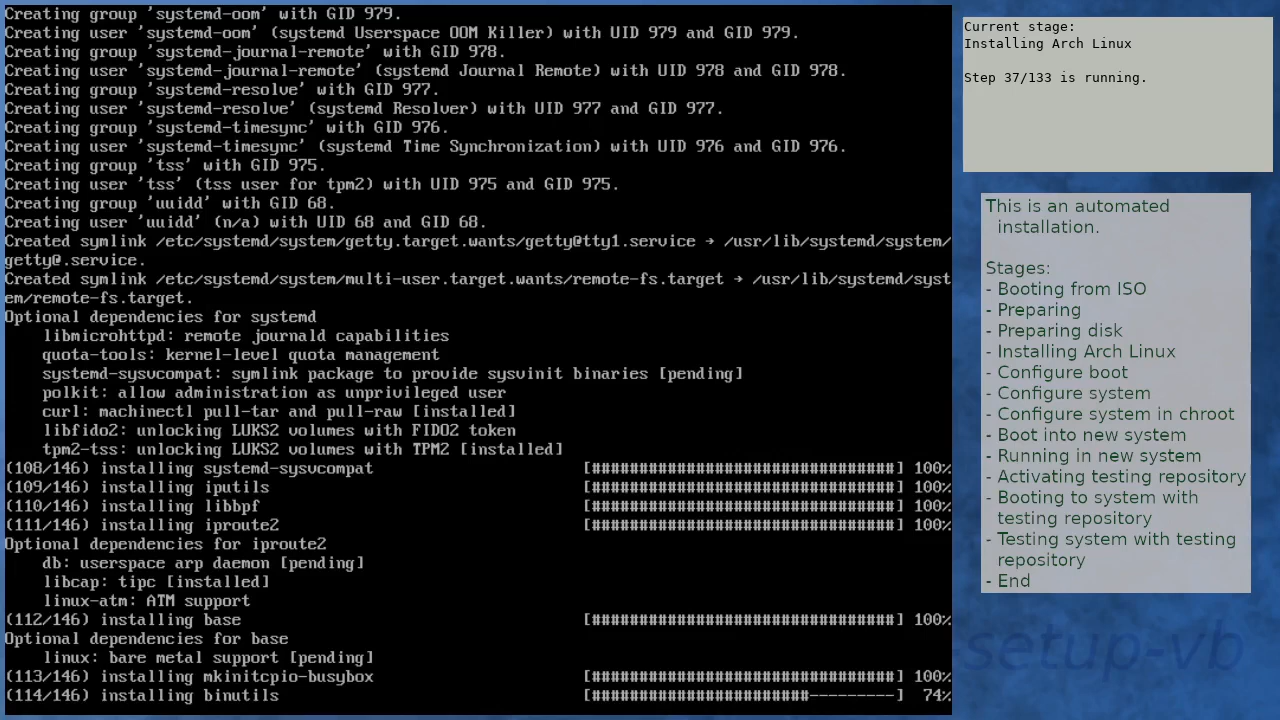 Creating group 'systemd-oom' with GID 979.
Creating user 'systemd-oom' (systemd Userspace OOM Killer) with UID 979 and GID 979.
Creating group 'systemd-journal-remote' with GID 978.
Creating user 'systemd-journal-remote' (systemd Journal Remote) with UID 978 and GID 978.
Creating group 'systemd-resolve' with GID 977.
Creating user 'systemd-resolve' (systemd Resolver) with UID 977 and GID 977.
Creating group 'systemd-timesync' with GID 976.
Creating user 'systemd-timesync' (systemd Time Synchronization) with UID 976 and GID 976.
Creating group 'tss' with GID 975.
Creating user 'tss' (tss user for tpm2) with UID 975 and GID 975.
Creating group 'uuidd' with GID 68.
Creating user 'uuidd' (n/a) with UID 68 and GID 68.
Created symlink /etc/systemd/system/getty.target.wants/getty@tty1.service → /usr/lib/systemd/system/
getty@.service.
Created symlink /etc/systemd/system/multi-user.target.wants/remote-fs.target → /usr/lib/systemd/syst
em/remote-fs.target.
Optional dependencies for systemd
    libmicrohttpd: remote journald capabilities
    quota-tools: kernel-level quota management
    systemd-sysvcompat: symlink package to provide sysvinit binaries [pending]
    polkit: allow administration as unprivileged user
    curl: machinectl pull-tar and pull-raw [installed]
    libfido2: unlocking LUKS2 volumes with FIDO2 token
    tpm2-tss: unlocking LUKS2 volumes with TPM2 [installed]
(108/146) installing systemd-sysvcompat [################################] 100%
(109/146) installing iputils [################################] 100%
(110/146) installing libbpf [################################] 100%
(111/146) installing iproute2 [################################] 100%
Optional dependencies for iproute2
    db: userspace arp daemon [pending]
    libcap: tipc [installed]
    linux-atm: ATM support
(112/146) installing base [################################] 100%
Optional dependencies for base
    linux: bare metal support [pending]
(113/146) installing mkinitcpio-busybox [################################] 100%
(114/146) installing binutils [#######################---------] 74%
Current stage:
Installing Arch Linux
Step 37/133 is running.
This is an automated
installation.
Stages:
- Booting from ISO
- Preparing
- Preparing disk
- Installing Arch Linux
- Configure boot
- Configure system
- Configure system in chroot
- Boot into new system
- Running in new system
- Activating testing repository
- Booting to system with
testing repository
- Testing system with testing
repository
- End
-setup-vb